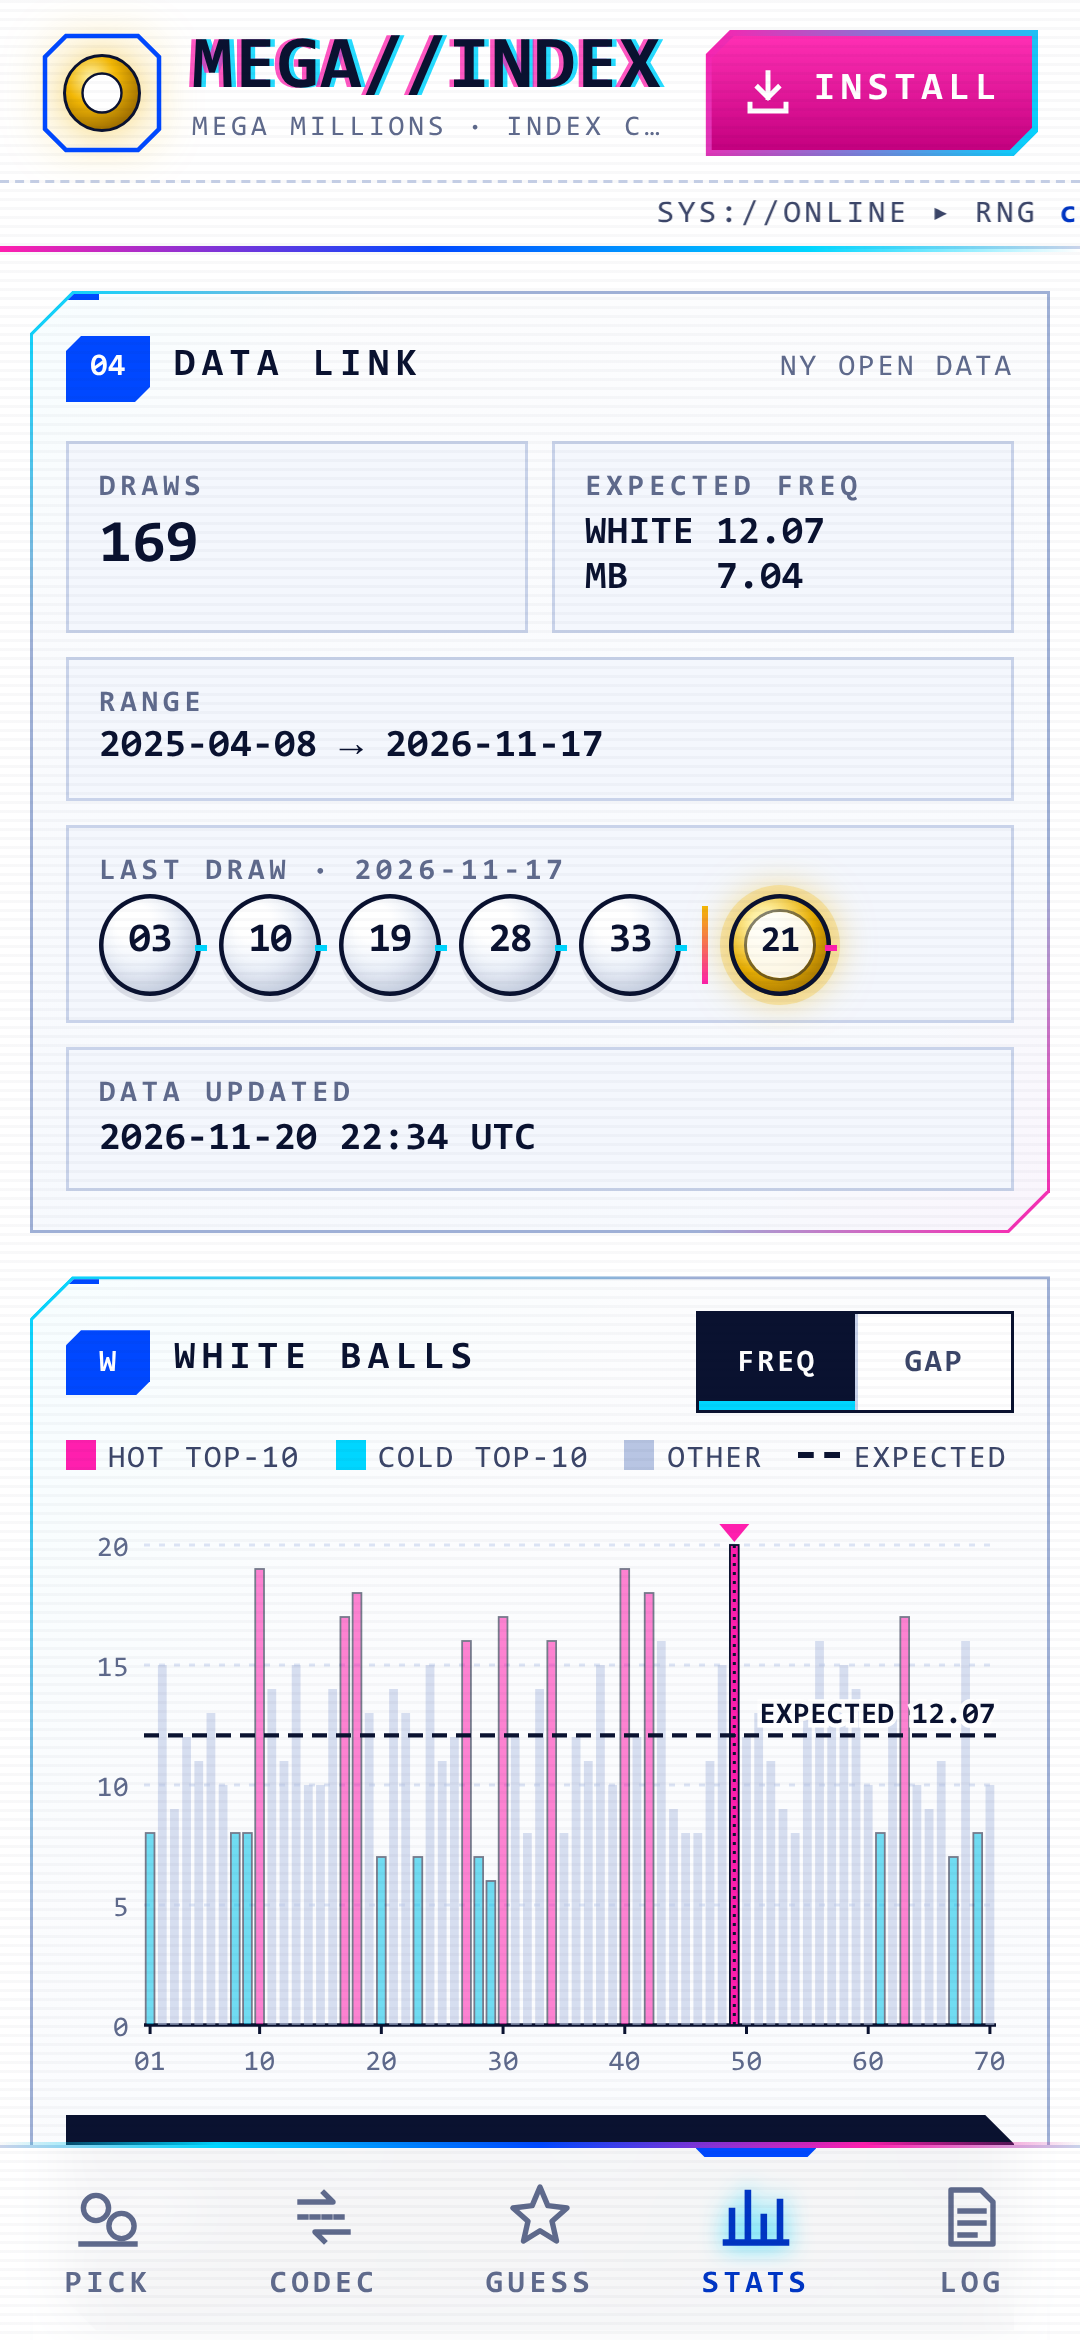 MEGA//INDEX
MEGA MILLIONS · INDEX C…
INSTALL
SYS://ONLINE ▸ RNG c
04 DATA LINK
NY OPEN DATA
DRAWS
169
EXPECTED FREQ
WHITE 12.07
MB 7.04
RANGE
2025-04-08 → 2026-11-17
LAST DRAW · 2026-11-17
03 10 19 28 33 21
DATA UPDATED
2026-11-20 22:34 UTC
W WHITE BALLS
FREQ GAP
HOT TOP-10 COLD TOP-10 OTHER EXPECTED
20
15
EXPECTED 12.07
10
5
0
01 10 20 30 40 50 60 70
PICK CODEC GUESS STATS LOG